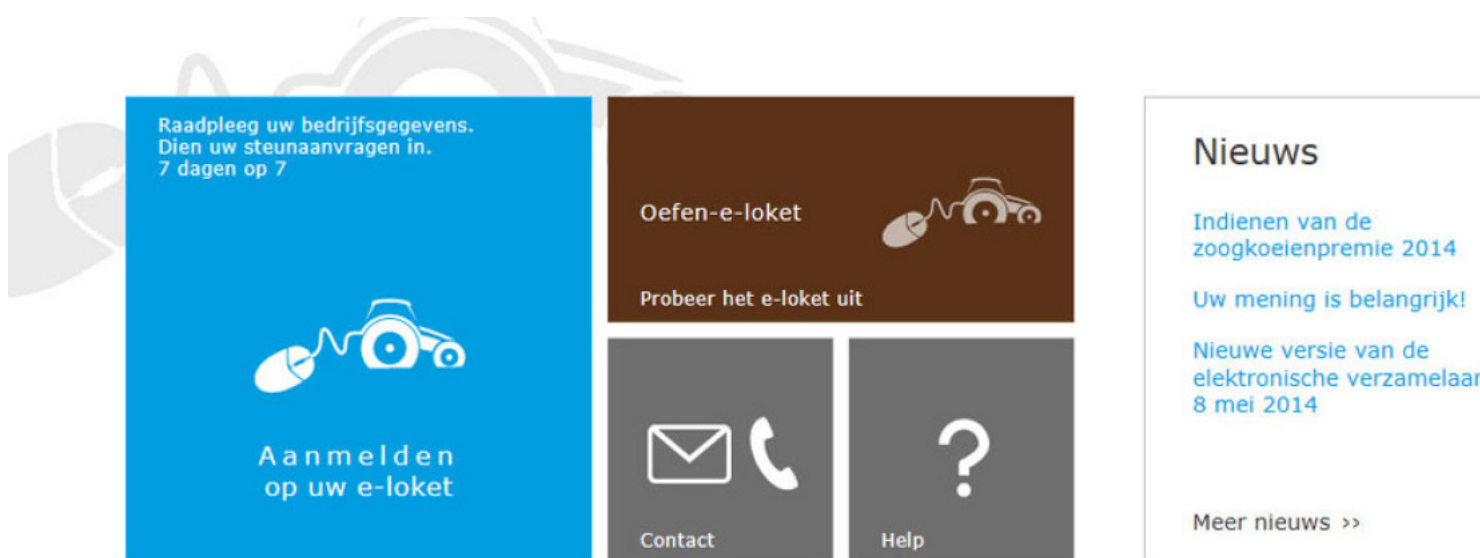 Raadpleeg uw bedrijfsgegevens.
Dien uw steunaanvragen in.
7 dagen op 7
Aanmelden
op uw e-loket
Oefen-e-loket
Probeer het e-loket uit
Contact
Help
Nieuws
Indienen van de
zoogkoeienpremie 2014
Uw mening is belangrijk!
Nieuwe versie van de
elektronische verzamelaar
8 mei 2014
Meer nieuws >>